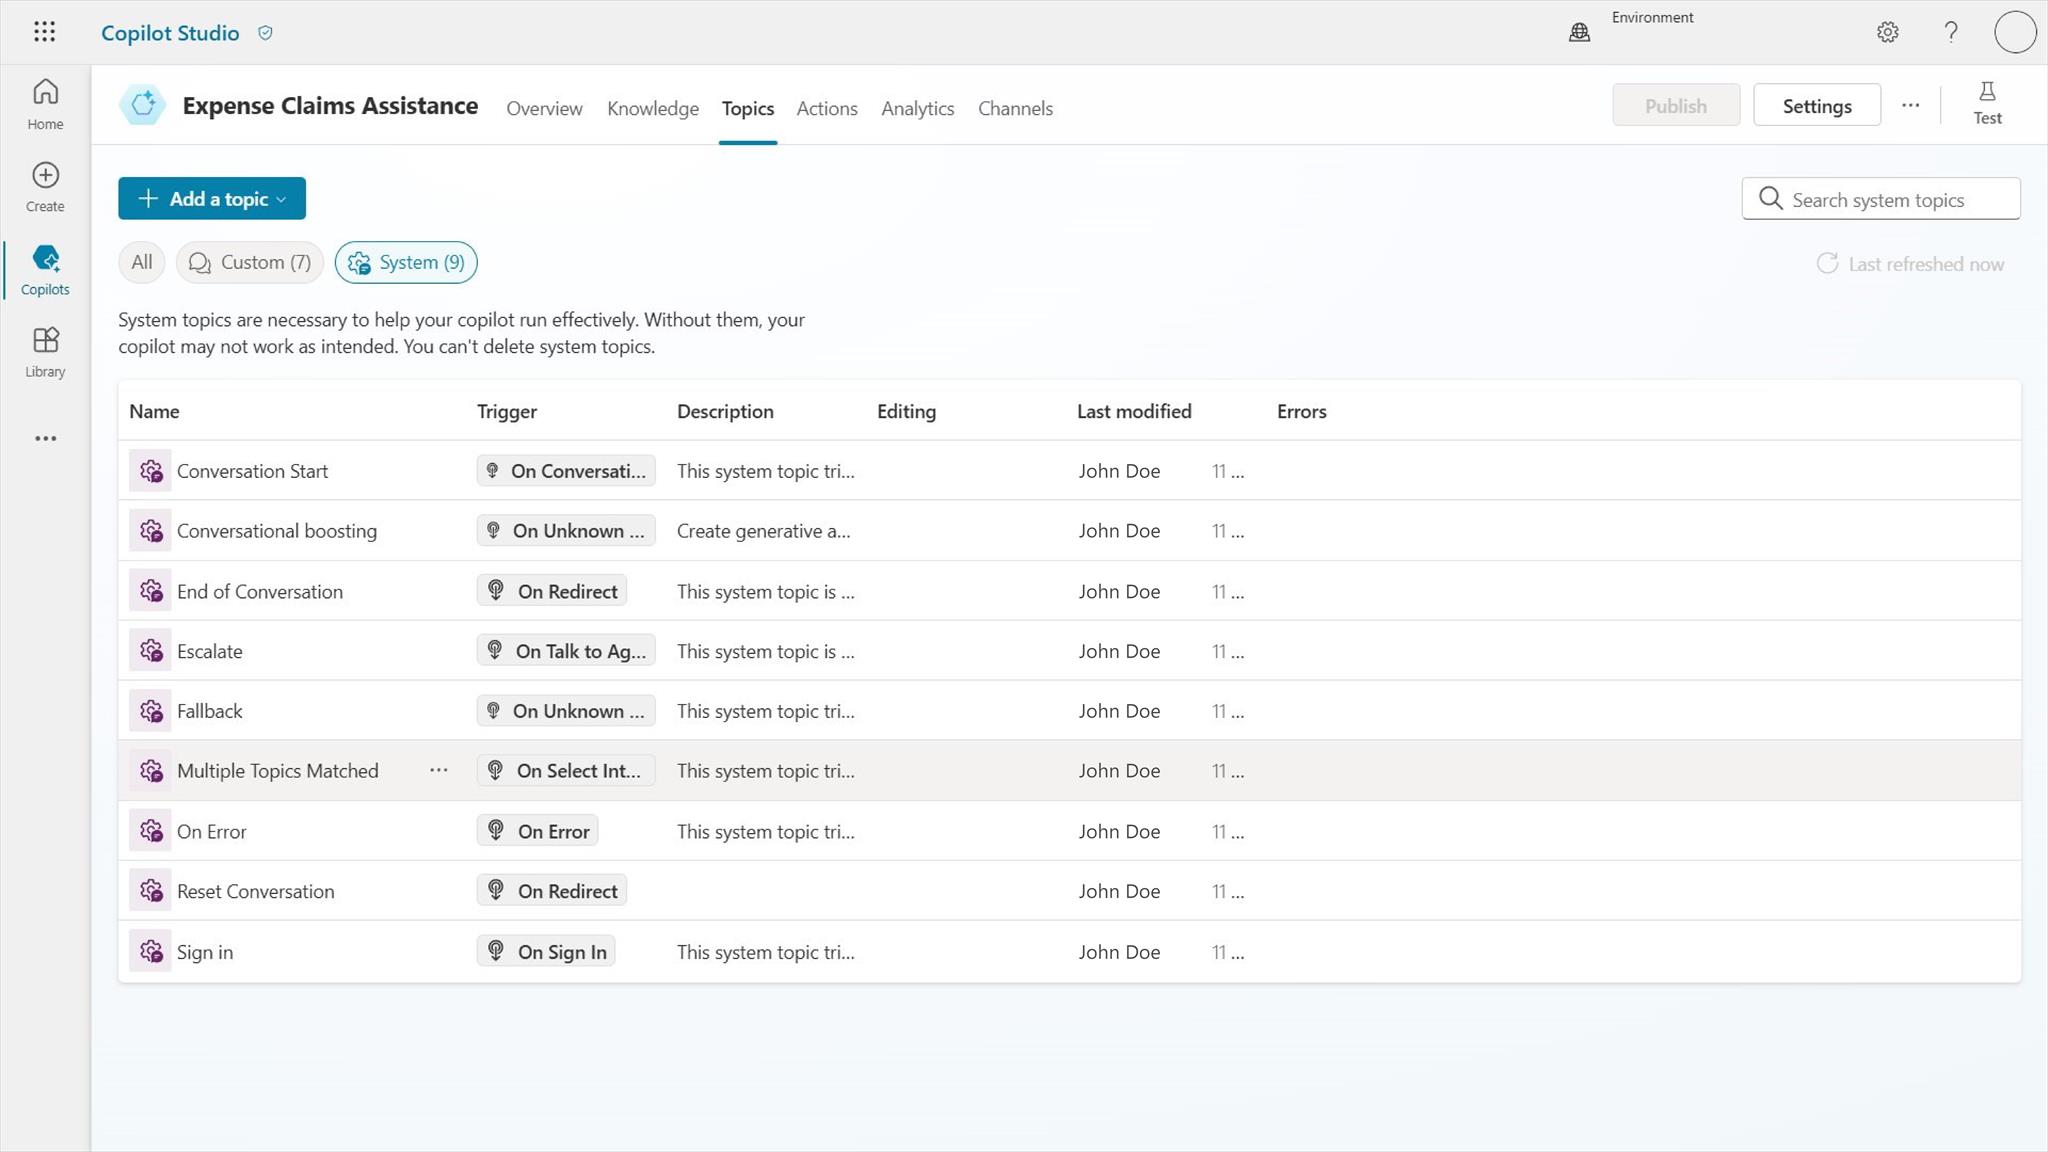 Copilot Studio
Environment
Home
Create
Copilots
Library
Expense Claims Assistance
Overview
Knowledge
Topics
Actions
Analytics
Channels
Publish
Settings
Test
Add a topic
Search system topics
All
Custom (7)
System (9)
Last refreshed now
System topics are necessary to help your copilot run effectively. Without them, your
copilot may not work as intended. You can't delete system topics.
Name Trigger Description Editing Last modified Errors
Conversation Start On Conversati... This system topic tri... John Doe 11 ...
Conversational boosting On Unknown ... Create generative a... John Doe 11 ...
End of Conversation On Redirect This system topic is ... John Doe 11 ...
Escalate On Talk to Ag... This system topic is ... John Doe 11 ...
Fallback On Unknown ... This system topic tri... John Doe 11 ...
Multiple Topics Matched ... On Select Int... This system topic tri... John Doe 11 ...
On Error On Error This system topic tri... John Doe 11 ...
Reset Conversation On Redirect John Doe 11 ...
Sign in On Sign In This system topic tri... John Doe 11 ...